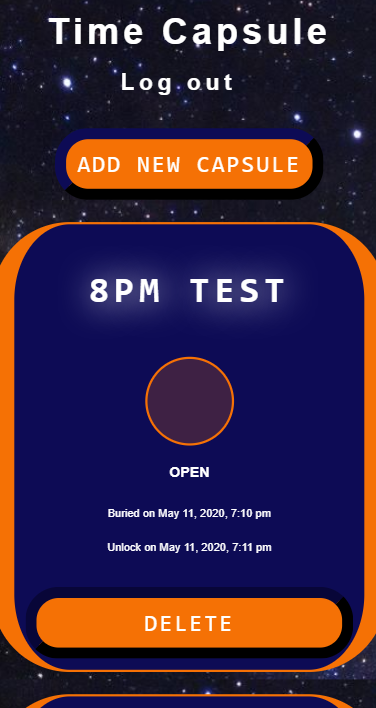 Time Capsule
Log out
ADD NEW CAPSULE
8PM TEST
OPEN
Buried on May 11, 2020, 7:10 pm
Unlock on May 11, 2020, 7:11 pm
DELETE